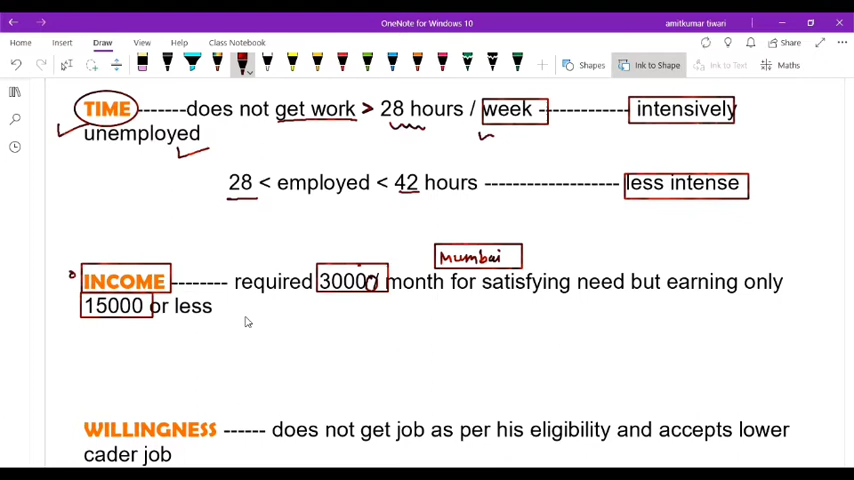 OneNote for Windows 10
amitkumar tiwari
Home Insert Draw View Help Class Notebook
Share
Shapes Ink to Shape Ink to Text Maths
TIME -------does not get work > 28 hours / week ------------- intensively
unemployed
28 < employed < 42 hours -------------------- less intense
Mumbai
INCOME -------- required 30000/ month for satisfying need but earning only
15000 or less
WILLINGNESS ------ does not get job as per his eligibility and accepts lower
cader job